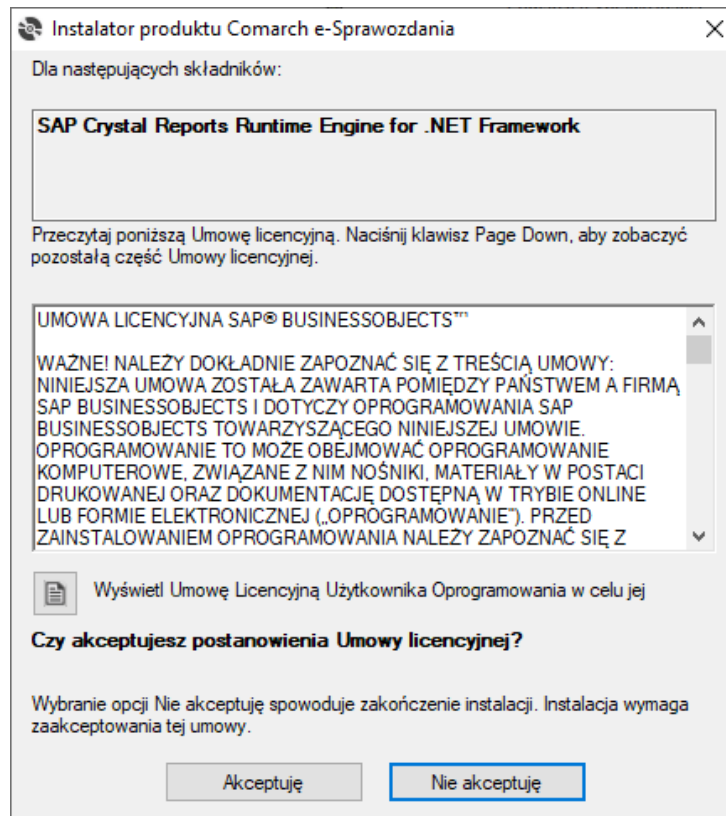 Instalator produktu Comarch e-Sprawozdania
Dla następujących składników:
SAP Crystal Reports Runtime Engine for .NET Framework
Przeczytaj poniższą Umowę licencyjną. Naciśnij klawisz Page Down, aby zobaczyć
pozostałą część Umowy licencyjnej.
UMOWA LICENCYJNA SAP® BUSINESSOBJECTS™
WAŻNE! NALEŻY DOKŁADNIE ZAPOZNAĆ SIĘ Z TREŚCIĄ UMOWY:
NINIEJSZA UMOWA ZOSTAŁA ZAWARTA POMIĘDZY PAŃSTWEM A FIRMĄ
SAP BUSINESSOBJECTS I DOTYCZY OPROGRAMOWANIA SAP
BUSINESSOBJECTS TOWARZYSZĄCEGO NINIEJSZEJ UMOWIE.
OPROGRAMOWANIE TO MOŻE OBEJMOWAĆ OPROGRAMOWANIE
KOMPUTEROWE, ZWIĄZANE Z NIM NOŚNIKI, MATERIAŁY W POSTACI
DRUKOWANEJ ORAZ DOKUMENTACJĘ DOSTĘPNĄ W TRYBIE ONLINE
LUB FORMIE ELEKTRONICZNEJ („OPROGRAMOWANIE”). PRZED
ZAINSTALOWANIEM OPROGRAMOWANIA NALEŻY ZAPOZNAĆ SIĘ Z
Wyświetl Umowę Licencyjną Użytkownika Oprogramowania w celu jej
Czy akceptujesz postanowienia Umowy licencyjnej?
Wybranie opcji Nie akceptuję spowoduje zakończenie instalacji. Instalacja wymaga
zaakceptowania tej umowy.
Akceptuję
Nie akceptuję